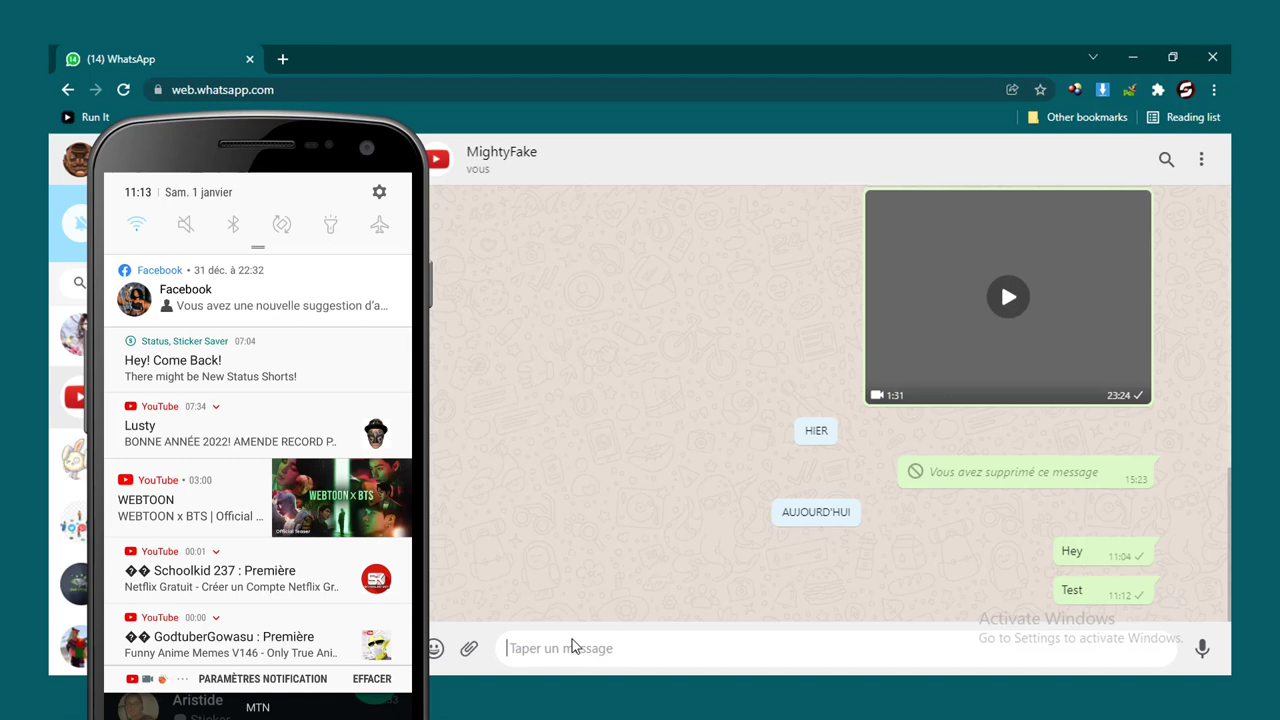 (14) WhatsApp
web.whatsapp.com
Run It
Other bookmarks
Reading list
11:13 | Sam. 1 janvier
Facebook • 31 déc. à 22:32
Facebook
Vous avez une nouvelle suggestion d'a...
Status, Sticker Saver 07:04
Hey! Come Back!
There might be New Status Shorts!
YouTube 07:34
Lusty
BONNE ANNÉE 2022! AMENDE RECORD P..
YouTube • 03:00
WEBTOON
WEBTOON x BTS | Official ...
WEBTOON x BTS
Official Teaser
YouTube 00:01
�� Schoolkid 237 : Première
Netflix Gratuit - Créer un Compte Netflix Gr..
YouTube 00:00
�� GodtuberGowasu : Première
Funny Anime Memes V146 - Only True Ani..
PARAMÈTRES NOTIFICATION
EFFACER
Aristide
Sticker
MTN
MightyFake
vous
1:31
23:24
HIER
Vous avez supprimé ce message
15:23
AUJOURD'HUI
Hey
11:04
Test
11:12
Activate Windows
Go to Settings to activate Windows.
Taper un message